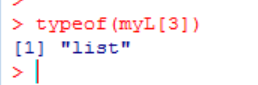 > typeof(myL[3])
[1] "list"
>